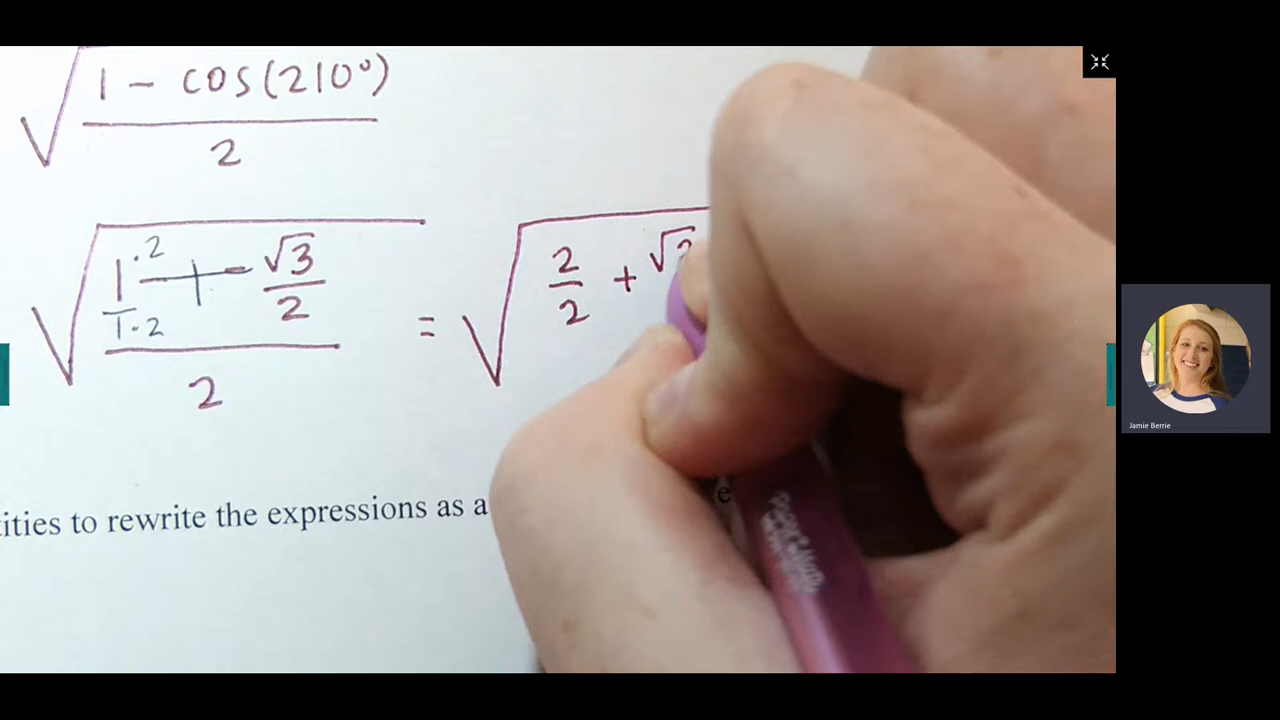 √((1 - cos(210°))/2)
√((1·2/1·2 + √3/2)/2) = √(2/2 + √
ities to rewrite the expressions as a
Jamie Berrie